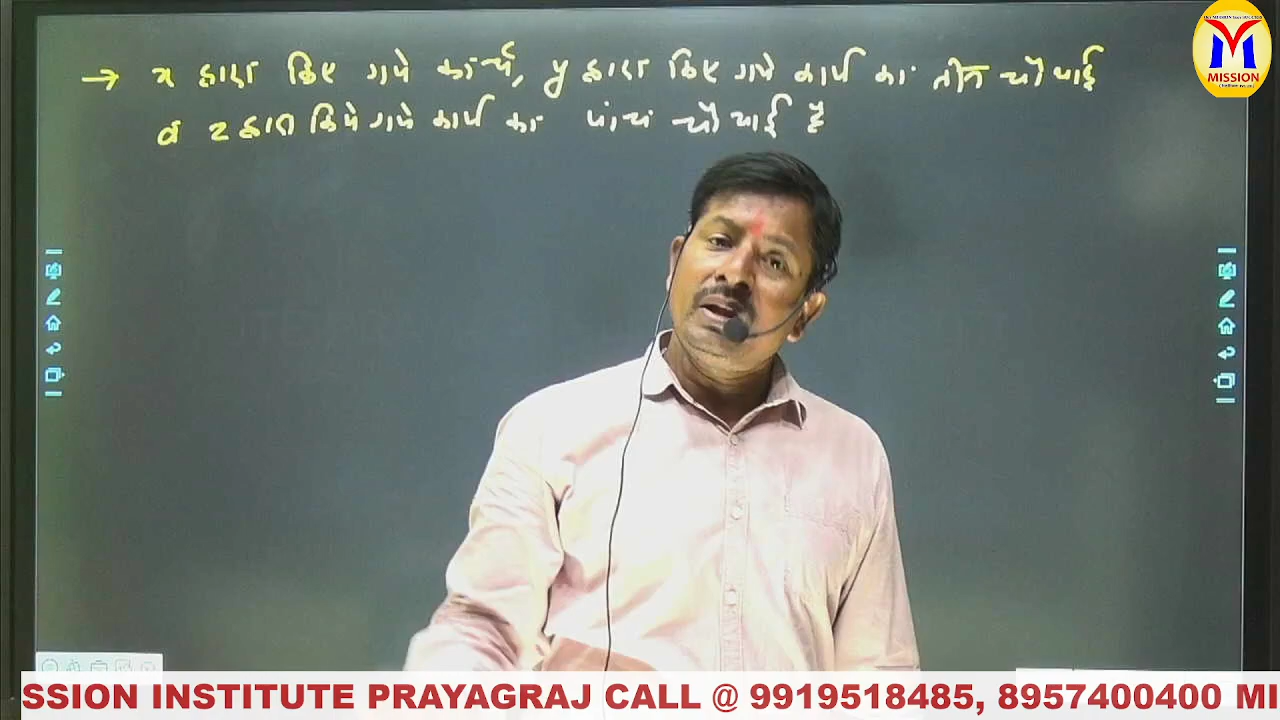 → x द्वारा किए गये कार्य, y द्वारा किए गये कार्य का तीन चौथाई
व z द्वारा किये गये कार्य का पांच चौथाई है
MISSION
SSION INSTITUTE PRAYAGRAJ CALL @ 9919518485, 8957400400 MI